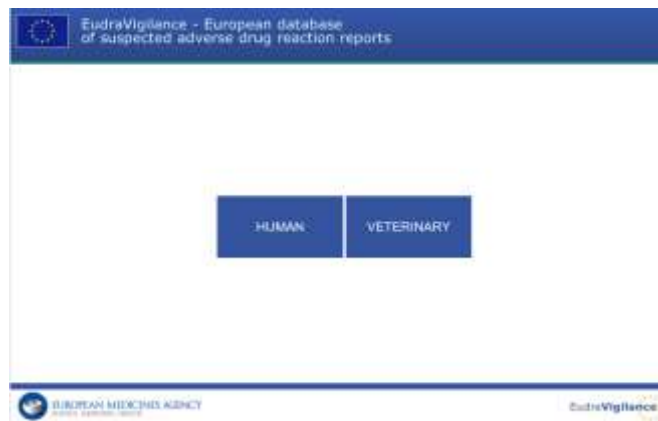 EudraVigilance - European database
of suspected adverse drug reaction reports
HUMAN
VETERINARY
EUROPEAN MEDICINES AGENCY
EudraVigilance